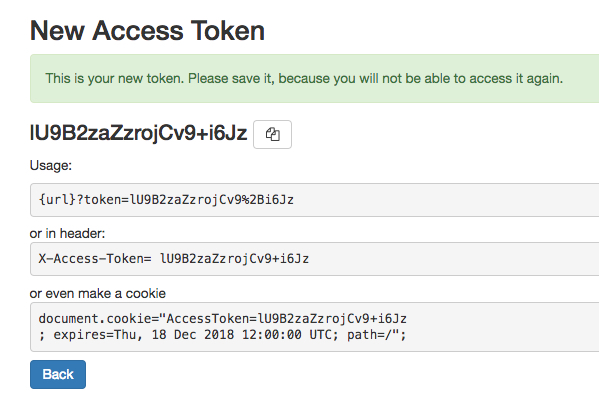 New Access Token
This is your new token. Please save it, because you will not be able to access it again.
lU9B2zaZzrojCv9+i6Jz
Usage:
{url}?token=lU9B2zaZzrojCv9%2Bi6Jz
or in header:
X-Access-Token= lU9B2zaZzrojCv9+i6Jz
or even make a cookie
document.cookie="AccessToken=lU9B2zaZzrojCv9+i6Jz
; expires=Thu, 18 Dec 2018 12:00:00 UTC; path=/";
Back